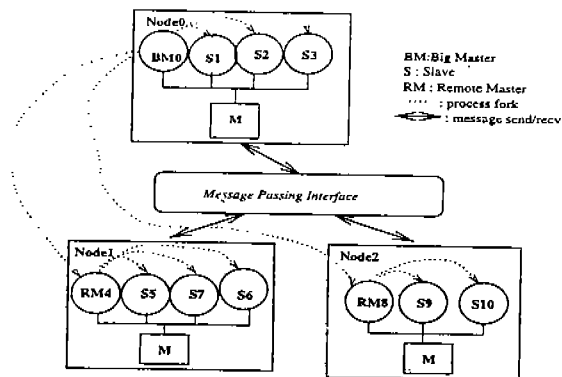 Node0
BM0 S1 S2 S3
M
BM:Big Master
S : Slave
RM : Remote Master
: process fork
: message send/recv
Message Passing Interface
Node1
RM4 S5 S7 S6
M
Node2
RM8 S9 S10
M